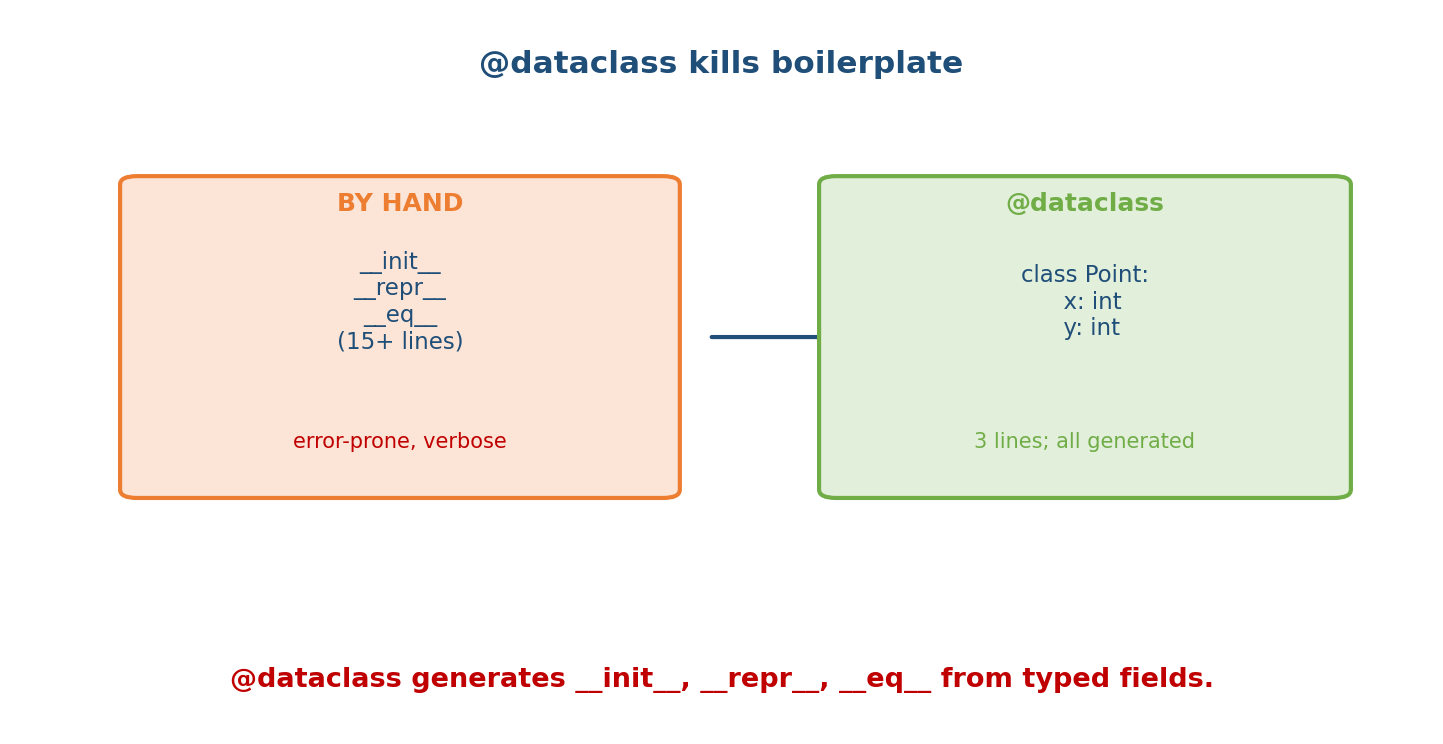 @dataclass kills boilerplate
BY HAND
__init__
__repr__
__eq__
(15+ lines)
error-prone, verbose
@dataclass
class Point:
x: int
y: int
3 lines; all generated
@dataclass generates __init__, __repr__, __eq__ from typed fields.